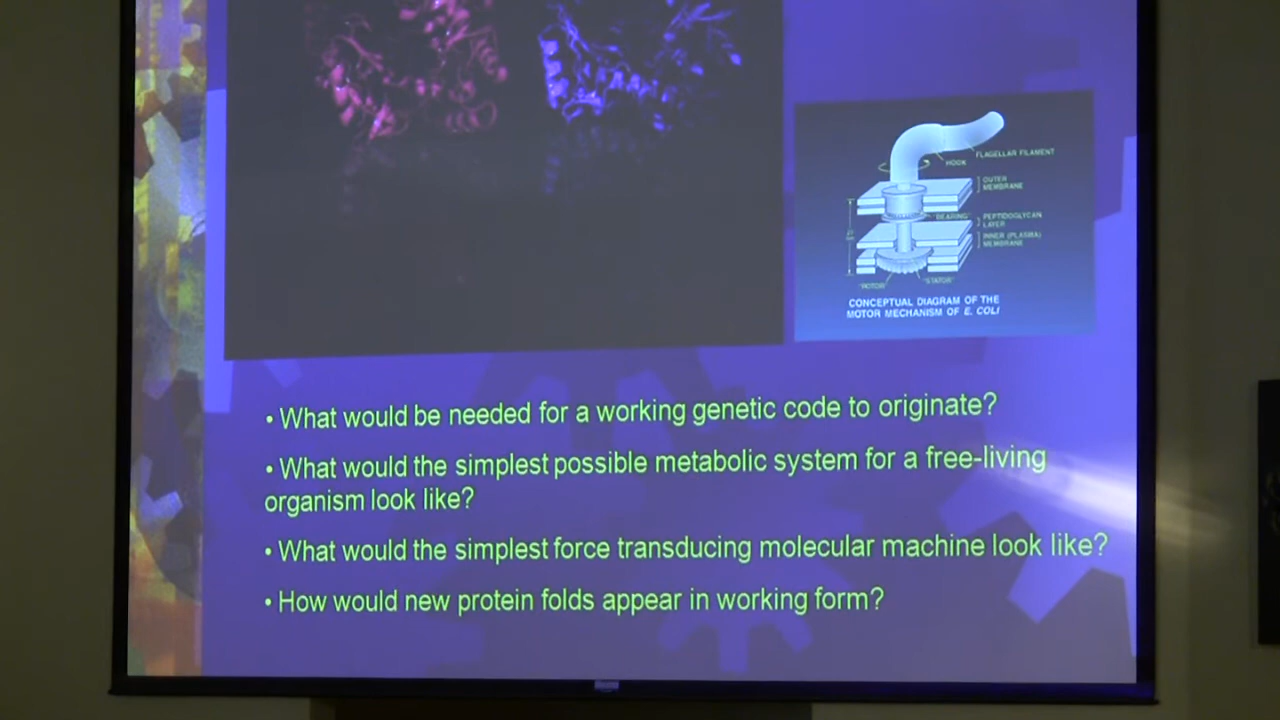 HOOK
FLAGELLAR FILAMENT
OUTER
MEMBRANE
"BEARING"
PEPTIDOGLYCAN
LAYER
INNER (PLASMA)
MEMBRANE
"ROTOR"
"STATOR"
CONCEPTUAL DIAGRAM OF THE
MOTOR MECHANISM OF E. COLI
• What would be needed for a working genetic code to originate?
• What would the simplest possible metabolic system for a free-living
organism look like?
• What would the simplest force transducing molecular machine look like?
• How would new protein folds appear in working form?